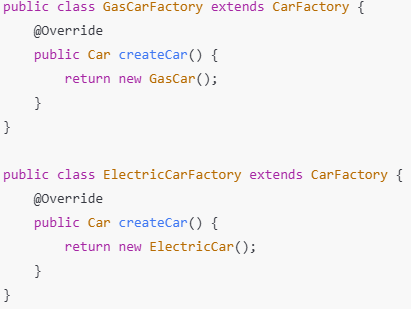 public class GasCarFactory extends CarFactory {
    @Override
    public Car createCar() {
        return new GasCar();
    }
}

public class ElectricCarFactory extends CarFactory {
    @Override
    public Car createCar() {
        return new ElectricCar();
    }
}